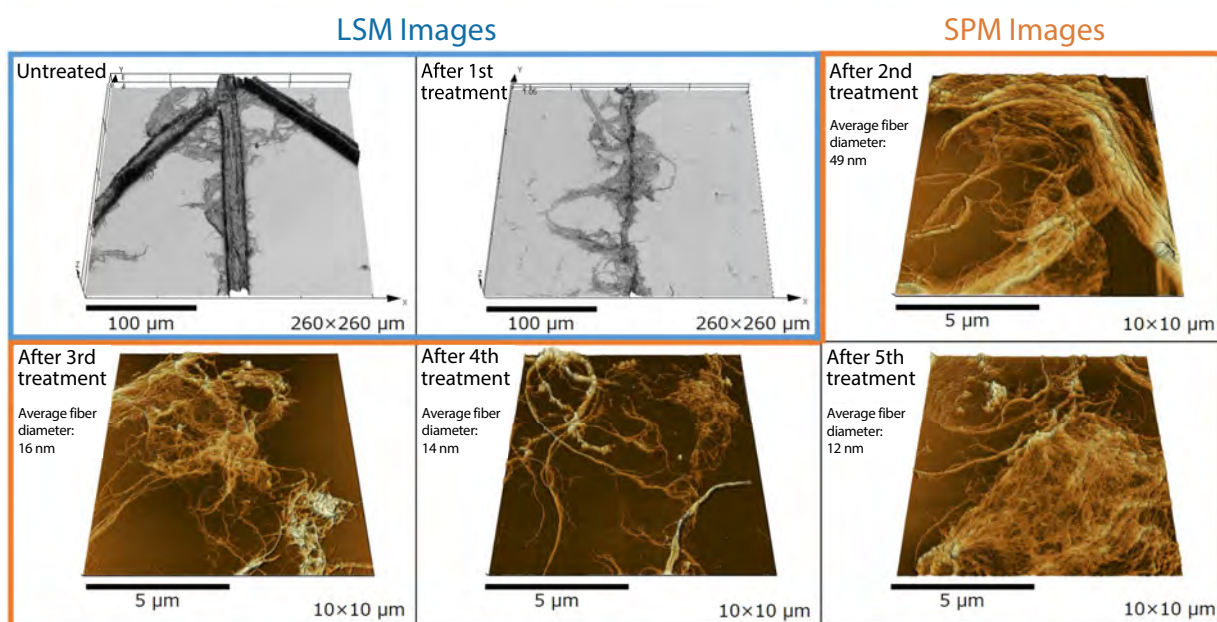 LSM Images
SPM Images
Untreated
100 μm
260×260 μm
After 1st
treatment
100 μm
260×260 μm
After 2nd
treatment
Average fiber
diameter:
49 nm
5 μm
10×10 μm
After 3rd
treatment
Average fiber
diameter:
16 nm
5 μm
10×10 μm
After 4th
treatment
Average fiber
diameter:
14 nm
5 μm
10×10 μm
After 5th
treatment
Average fiber
diameter:
12 nm
5 μm
10×10 μm